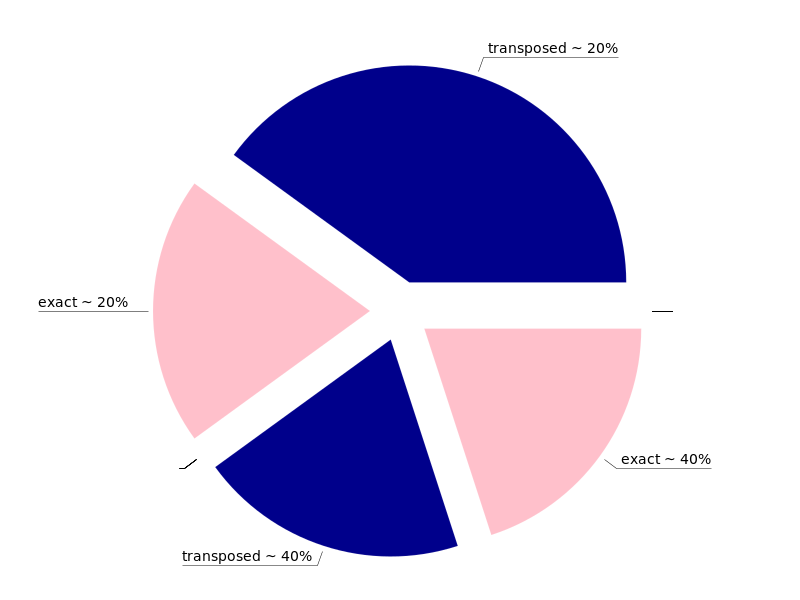 transposed ~ 20%
exact ~ 20%
exact ~ 40%
transposed ~ 40%